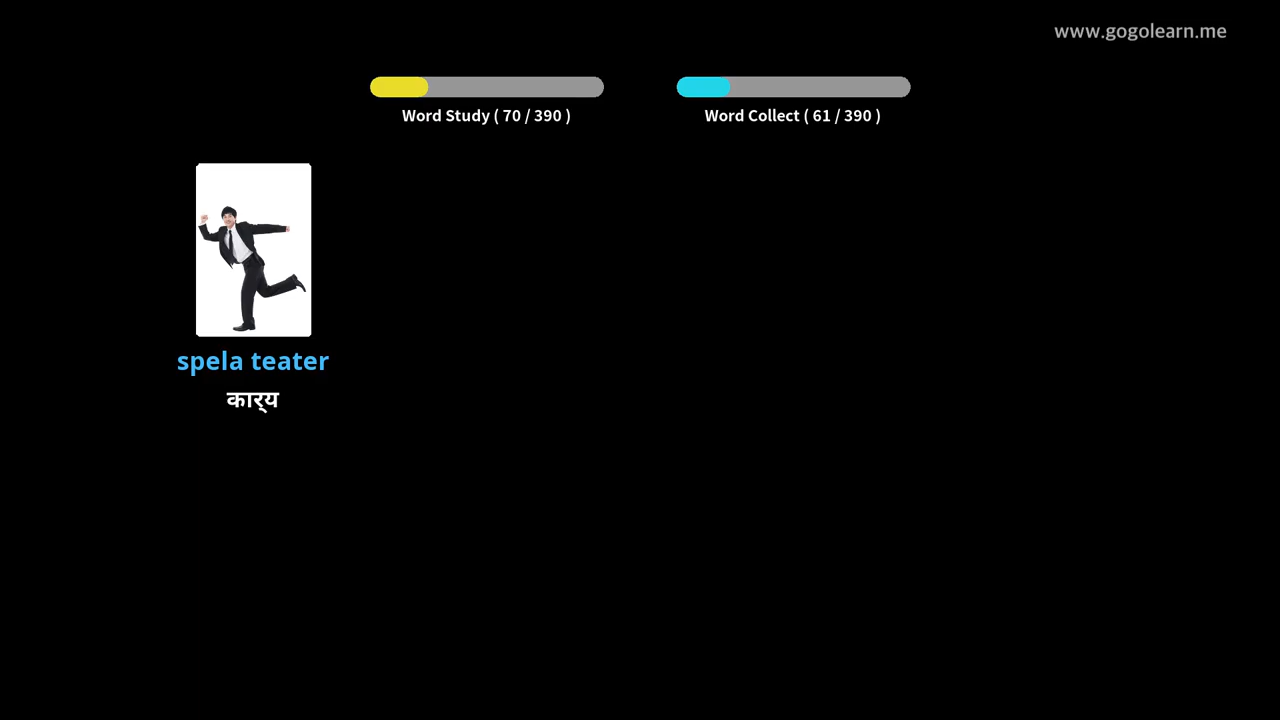 www.gogolearn.me
Word Study ( 70 / 390 )
Word Collect ( 61 / 390 )
spela teater
कार्य